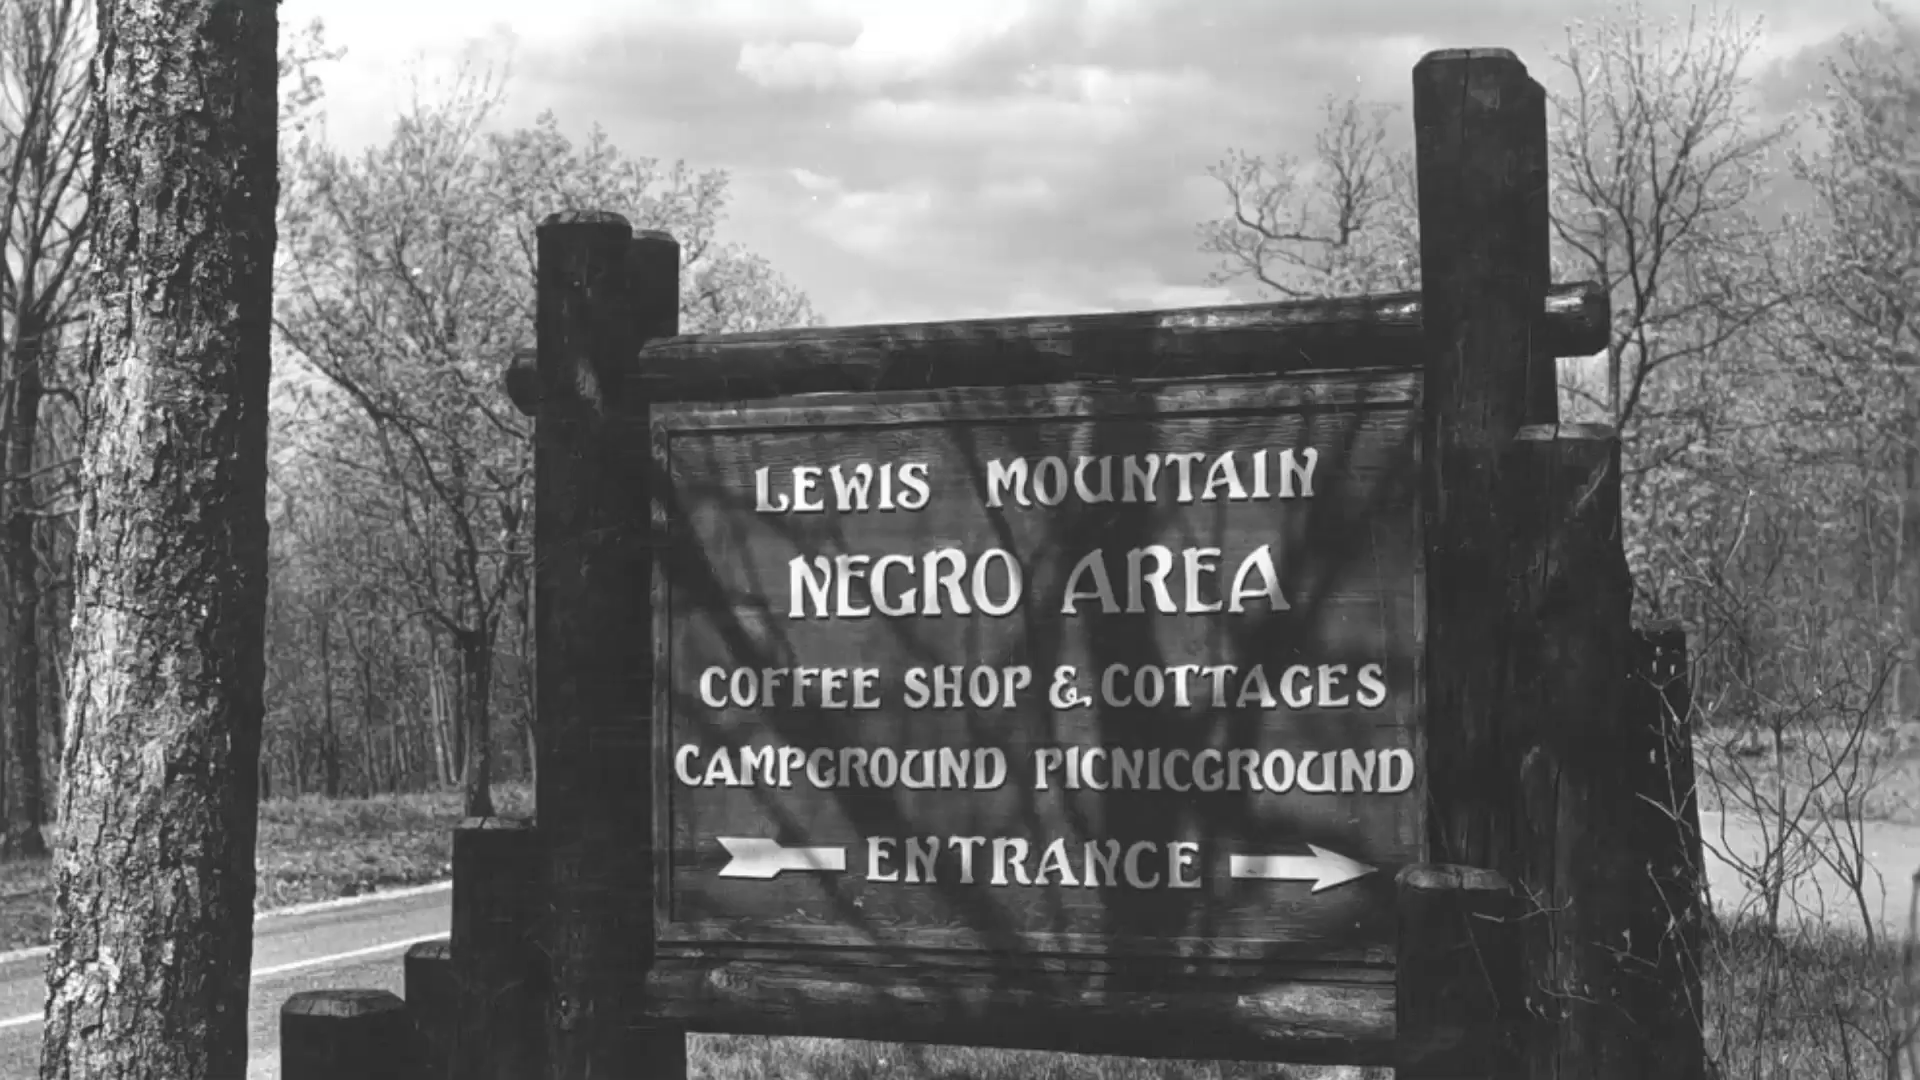 LEWIS MOUNTAIN
NEGRO AREA
COFFEE SHOP & COTTAGES
CAMPGROUND PICNICGROUND
ENTRANCE